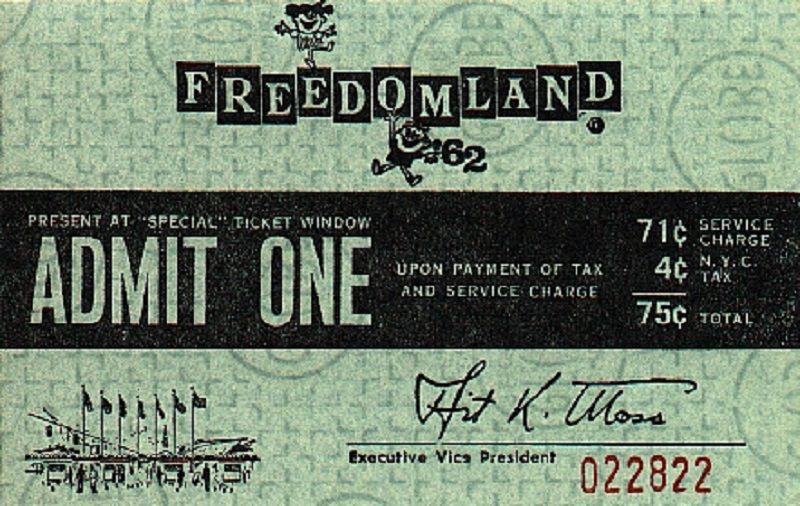 FREEDOMLAND
'62
PRESENT AT "SPECIAL" TICKET WINDOW
ADMIT ONE
UPON PAYMENT OF TAX
AND SERVICE CHARGE
71¢ SERVICE CHARGE
4¢ N.Y.C. TAX
75¢ TOTAL
K. Moss
Executive Vice President
022822